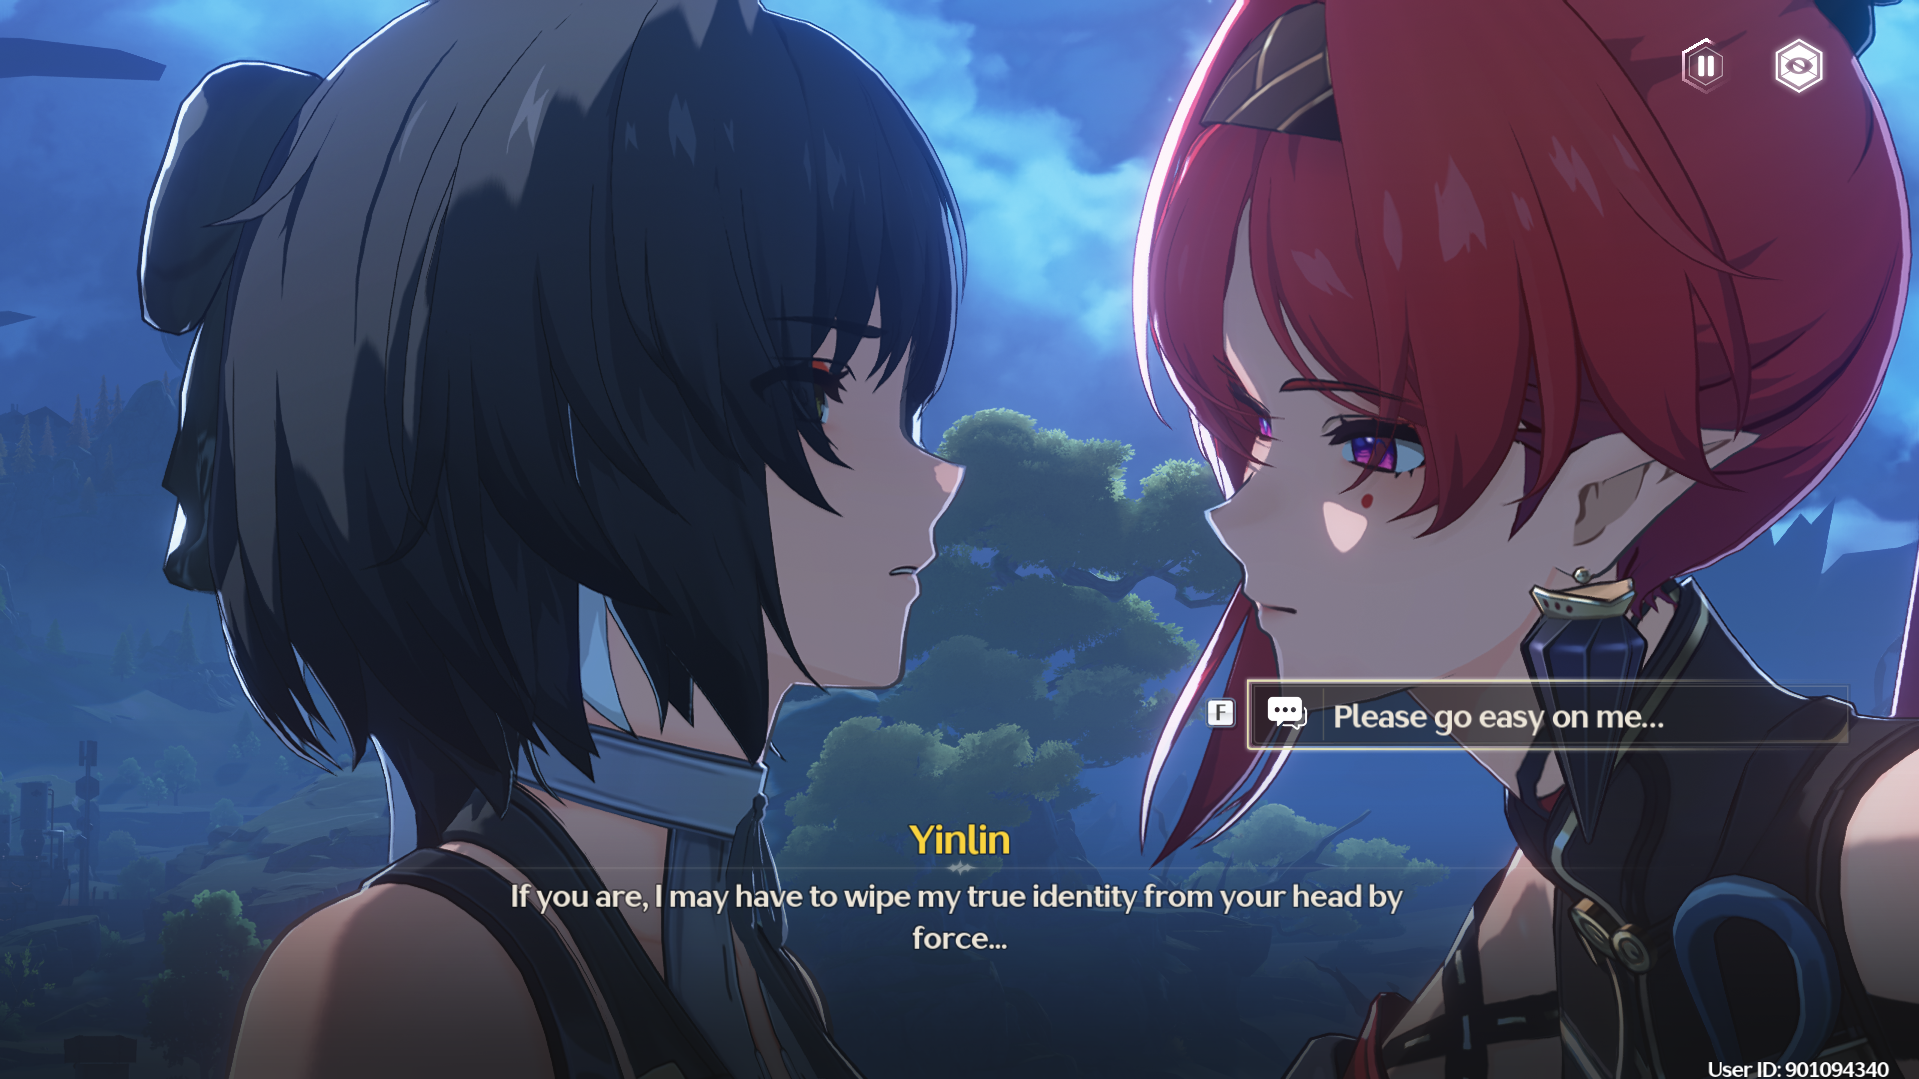 F
Please go easy on me...
Yinlin
If you are, I may have to wipe my true identity from your head by
force...
User ID: 901094340